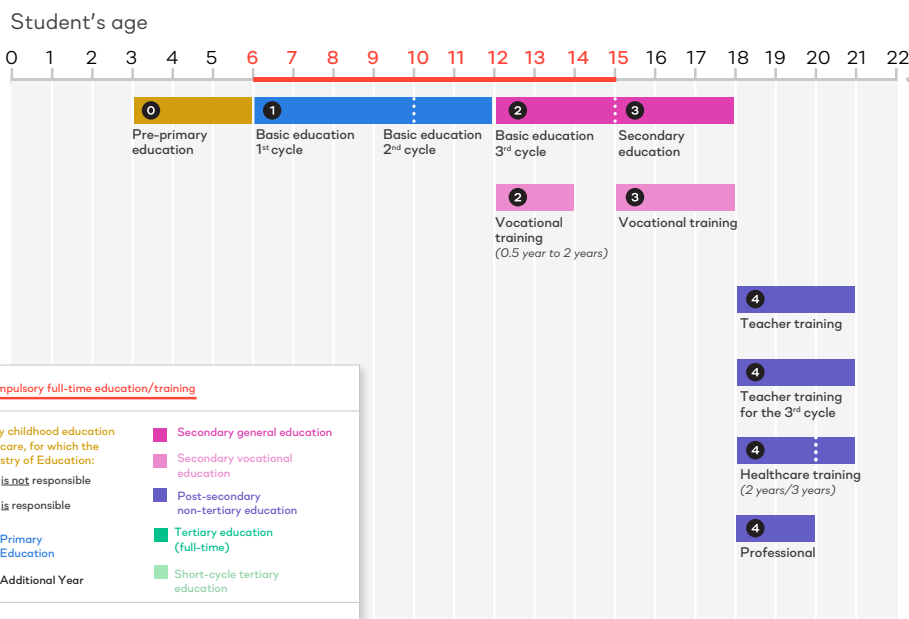 Student's age
0 1 2 3 4 5 6 7 8 9 10 11 12 13 14 15 16 17 18 19 20 21 22
0
1
2
3
Pre-primary
education
Basic education
1st cycle
Basic education
2nd cycle
Basic education
3rd cycle
Secondary
education
2
3
Vocational
training
(0.5 year to 2 years)
Vocational training
4
Teacher training
4
Teacher training
for the 3rd cycle
4
Healthcare training
(2 years/3 years)
4
Professional
mpulsory full-time education/training
y childhood education
care, for which the
stry of Education:
is not responsible
is responsible
Primary
Education
Additional Year
Secondary general education
Secondary vocational
education
Post-secondary
non-tertiary education
Tertiary education
(full-time)
Short-cycle tertiary
education